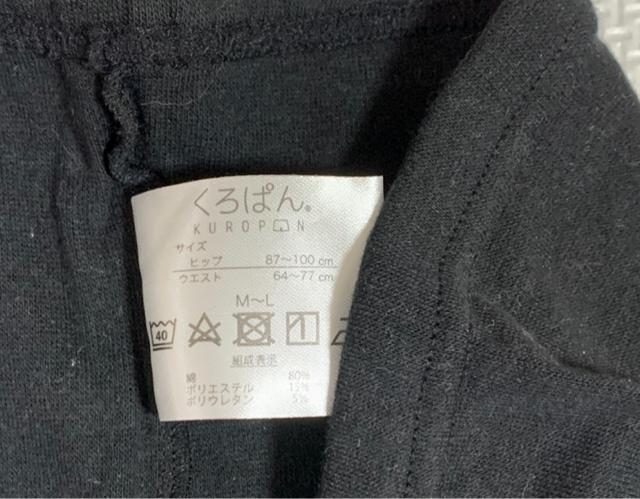 くろぱん。
KUROPAN
サイズ
ヒップ 87〜100 cm
ウエスト 64〜77 cm
M〜L
40
組成表示
綿 80%
ポリエステル 15%
ポリウレタン 5%